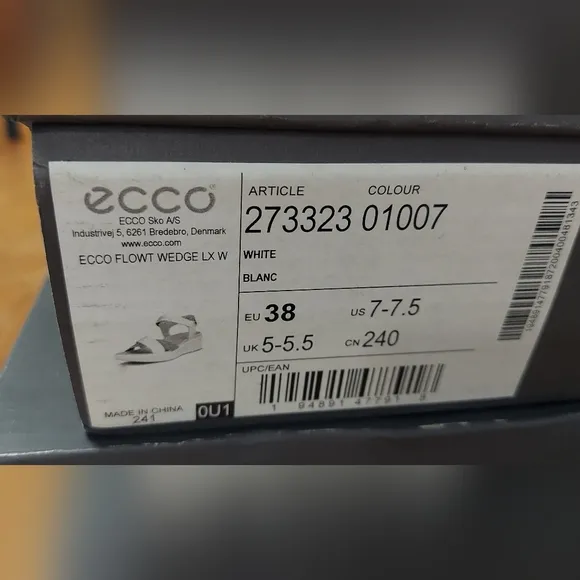 ecco
ECCO Sko A/S
Industrivej 5, 6261 Bredebro, Denmark
www.ecco.com
ECCO FLOWT WEDGE LX W
MADE IN CHINA
241
0U1
ARTICLE COLOUR
273323 01007
WHITE
BLANC
EU 38 US 7-7.5
UK 5-5.5 CN 240
UPC/EAN
1 94891 47791 8